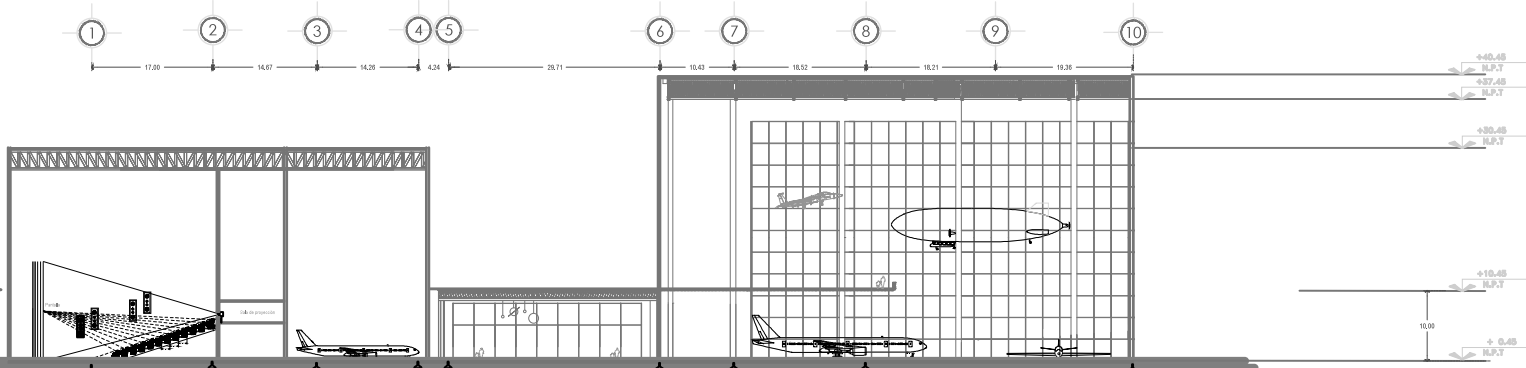 1 2 3 4 5 6 7 8 9 10
17.00 14.67 14.26 4.24 29.71 10.43 18.52 18.21 19.36
+40.45
N.P.T
+37.45
N.P.T
+30.45
N.P.T
+10.45
N.P.T
Pantalla
Sala de proyección
10,00
+ 0.45
N.P.T